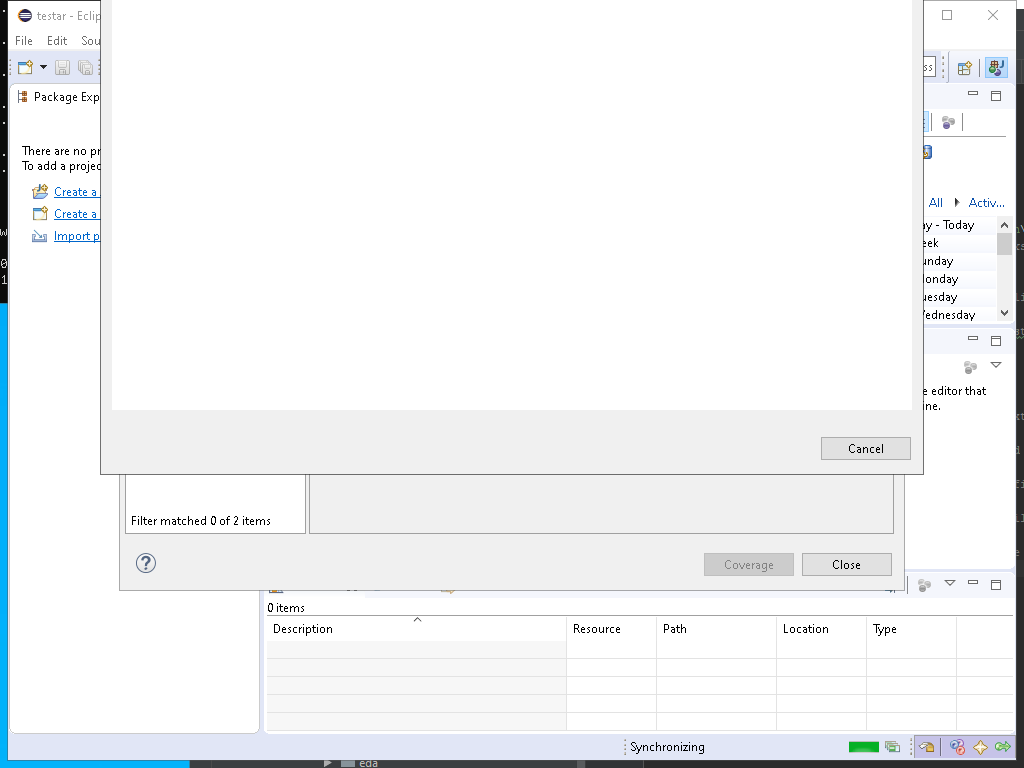 testar - Eclip
File Edit Sou
ss
Package Exp
There are no pr
To add a projec
Create a
Create a
Import p
All Activ...
ay - Today
eek
unday
onday
uesday
Wednesday
e editor that
ine.
Cancel
Filter matched 0 of 2 items
Coverage
Close
0 items
Description Resource Path Location Type
Synchronizing
eda